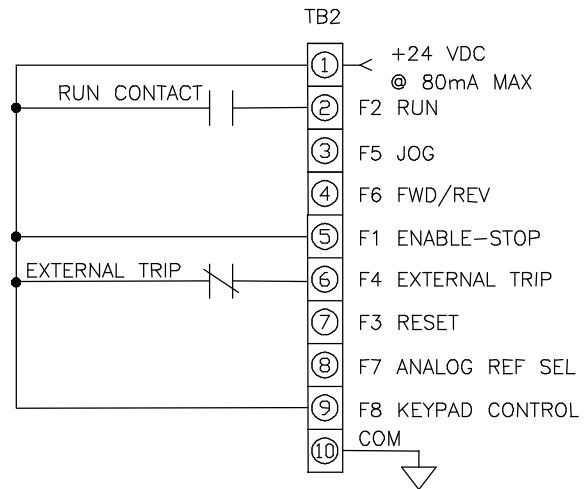 TB2
1 +24 VDC
@ 80mA MAX
RUN CONTACT
2 F2 RUN
3 F5 JOG
4 F6 FWD/REV
5 F1 ENABLE-STOP
EXTERNAL TRIP 6 F4 EXTERNAL TRIP
7 F3 RESET
8 F7 ANALOG REF SEL
9 F8 KEYPAD CONTROL
10 COM